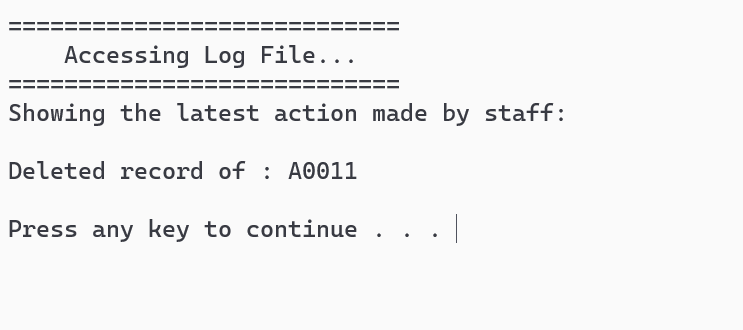 ============================
    Accessing Log File...
============================
Showing the latest action made by staff:
Deleted record of : A0011
Press any key to continue . . .